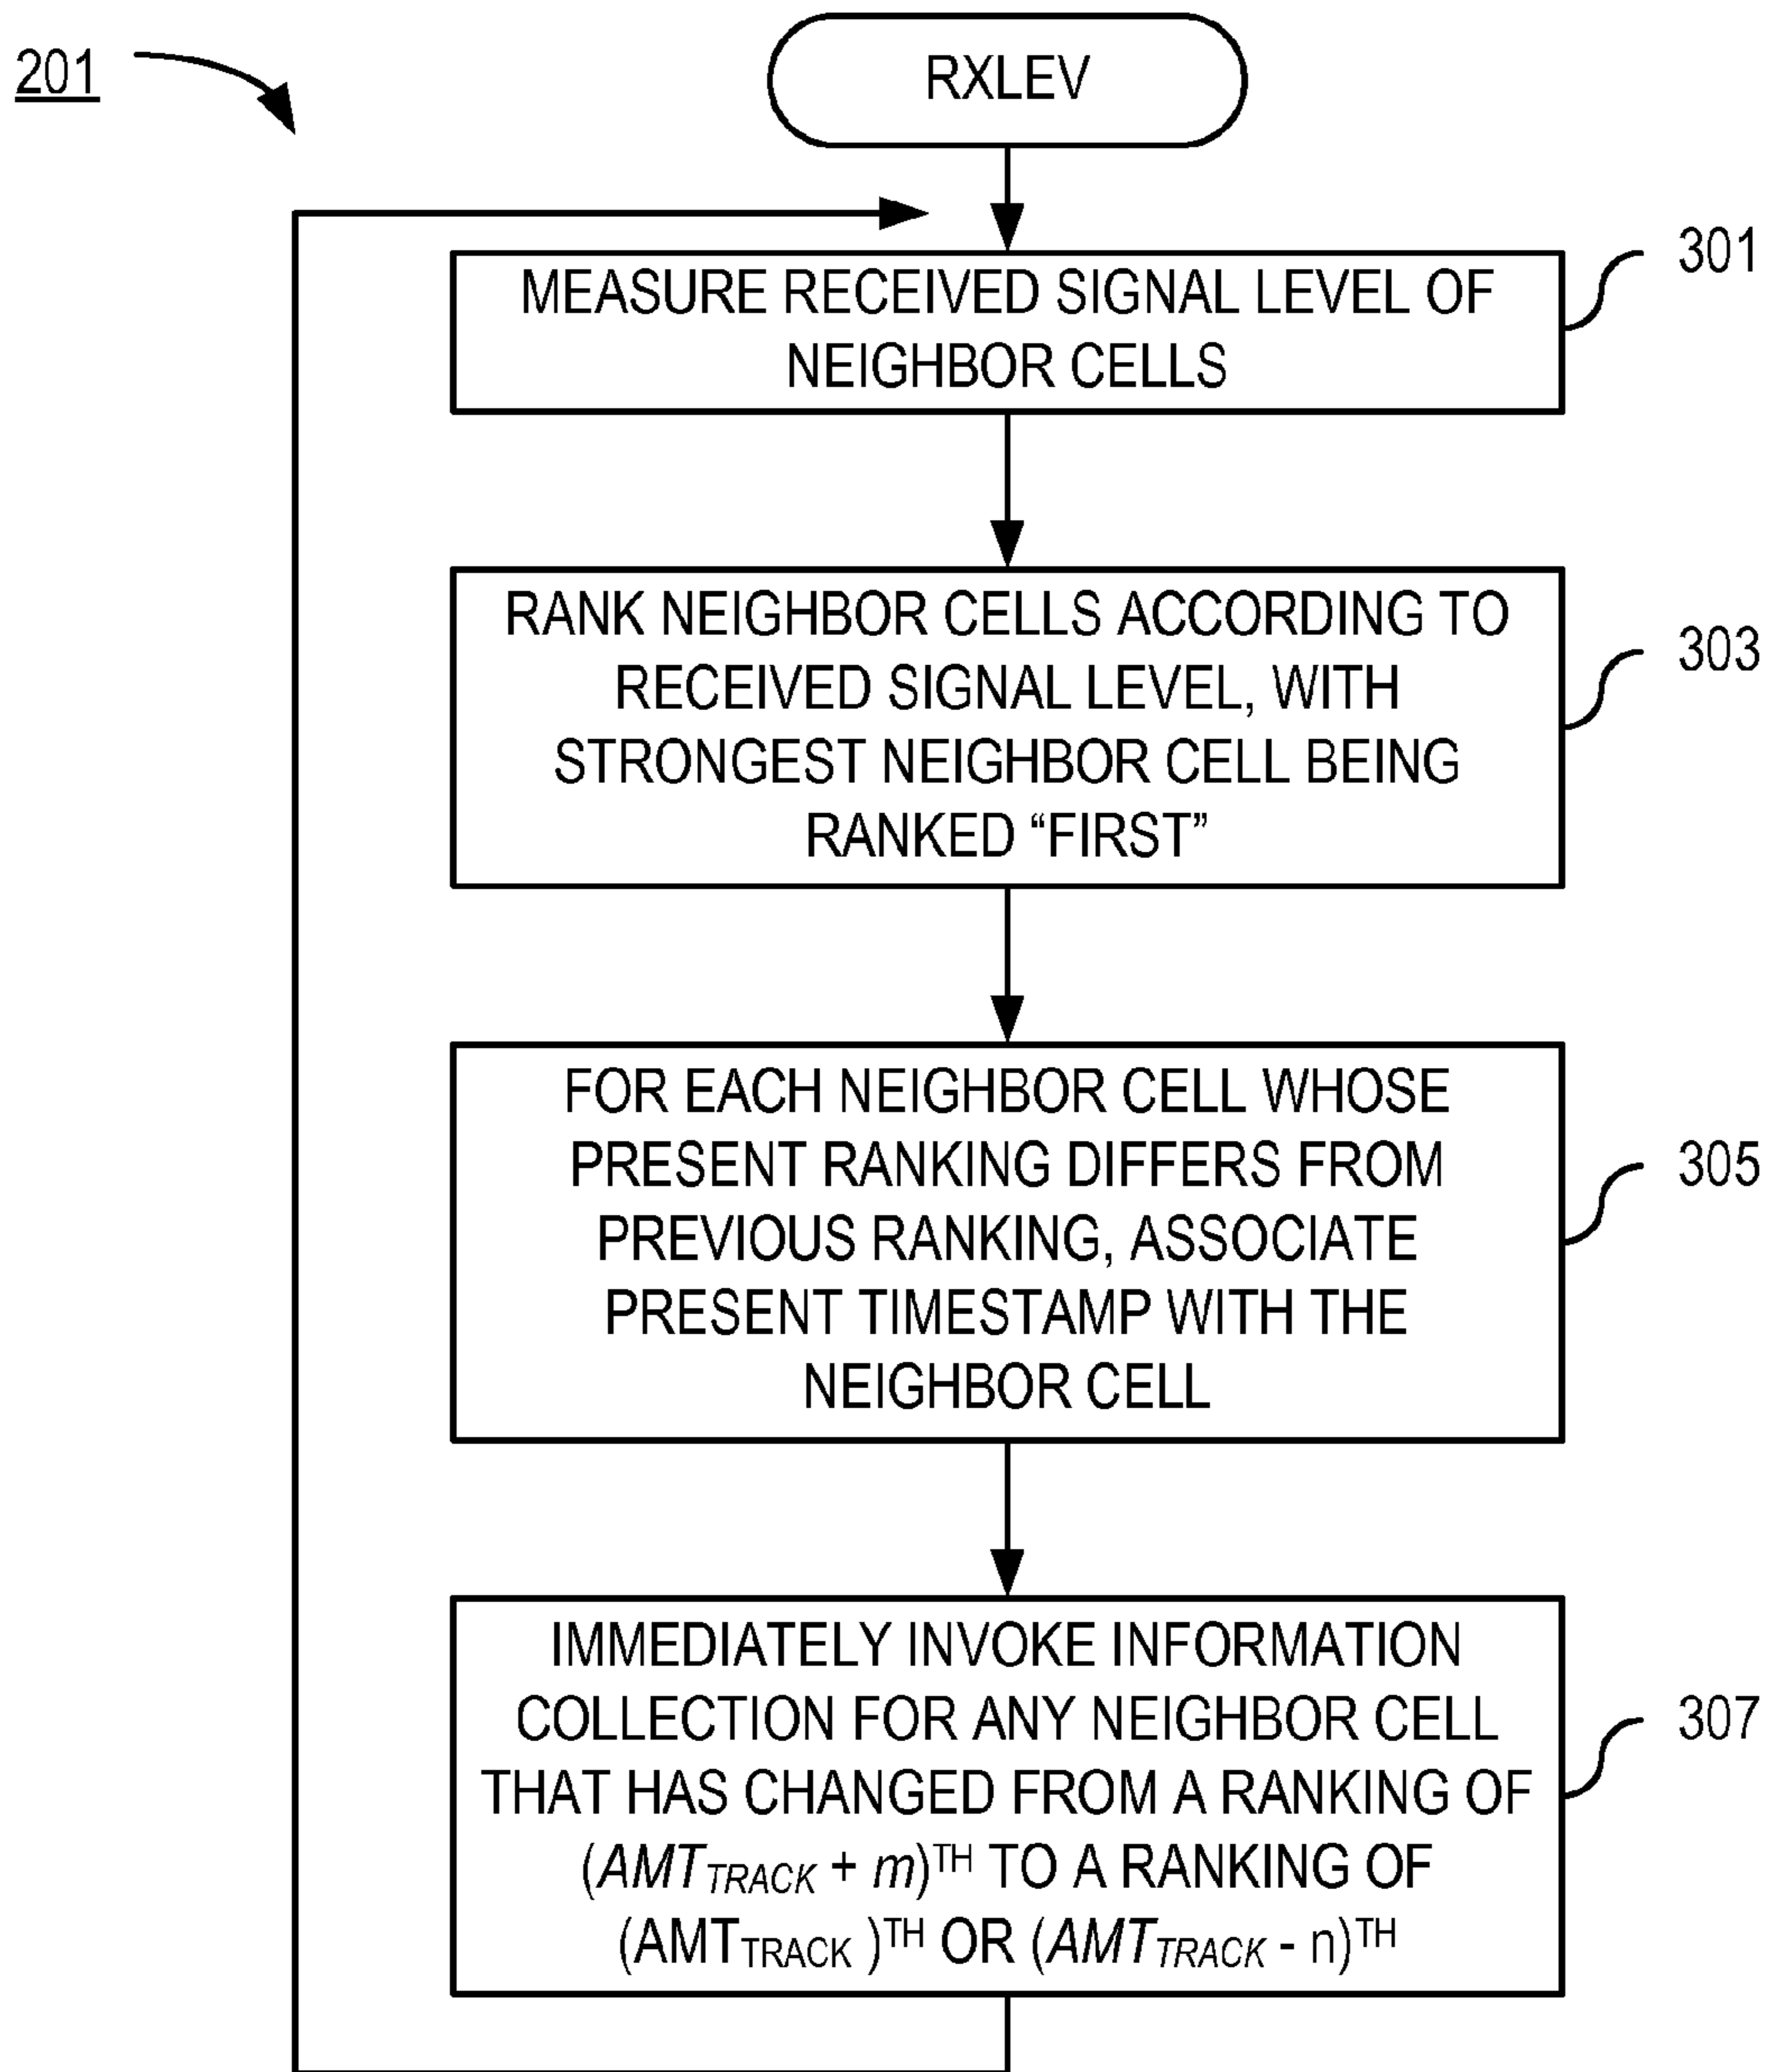 201
RXLEV
MEASURE RECEIVED SIGNAL LEVEL OF
NEIGHBOR CELLS
301
RANK NEIGHBOR CELLS ACCORDING TO
RECEIVED SIGNAL LEVEL, WITH
STRONGEST NEIGHBOR CELL BEING
RANKED “FIRST”
303
FOR EACH NEIGHBOR CELL WHOSE
PRESENT RANKING DIFFERS FROM
PREVIOUS RANKING, ASSOCIATE
PRESENT TIMESTAMP WITH THE
NEIGHBOR CELL
305
IMMEDIATELY INVOKE INFORMATION
COLLECTION FOR ANY NEIGHBOR CELL
THAT HAS CHANGED FROM A RANKING OF
(AMT_TRACK + m)^TH TO A RANKING OF
(AMT_TRACK )^TH OR (AMT_TRACK - n)^TH
307